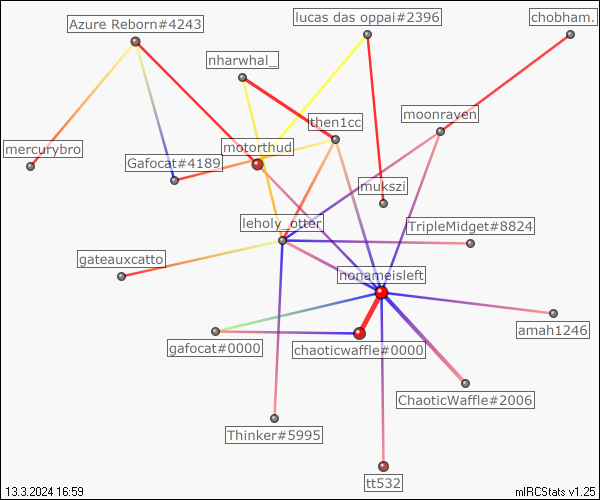 Azure Reborn#4243
lucas das oppai#2396
chobham.
nharwhal_
then1cc
moonraven
mercurybro
motorthud
Gafocat#4189
mukszi
leholy_otter
TripleMidget#8824
gateauxcatto
nonameisleft
amah1246
gafocat#0000
chaoticwaffle#0000
ChaoticWaffle#2006
Thinker#5995
tt532
13.3.2024 16:59
mIRCStats v1.25